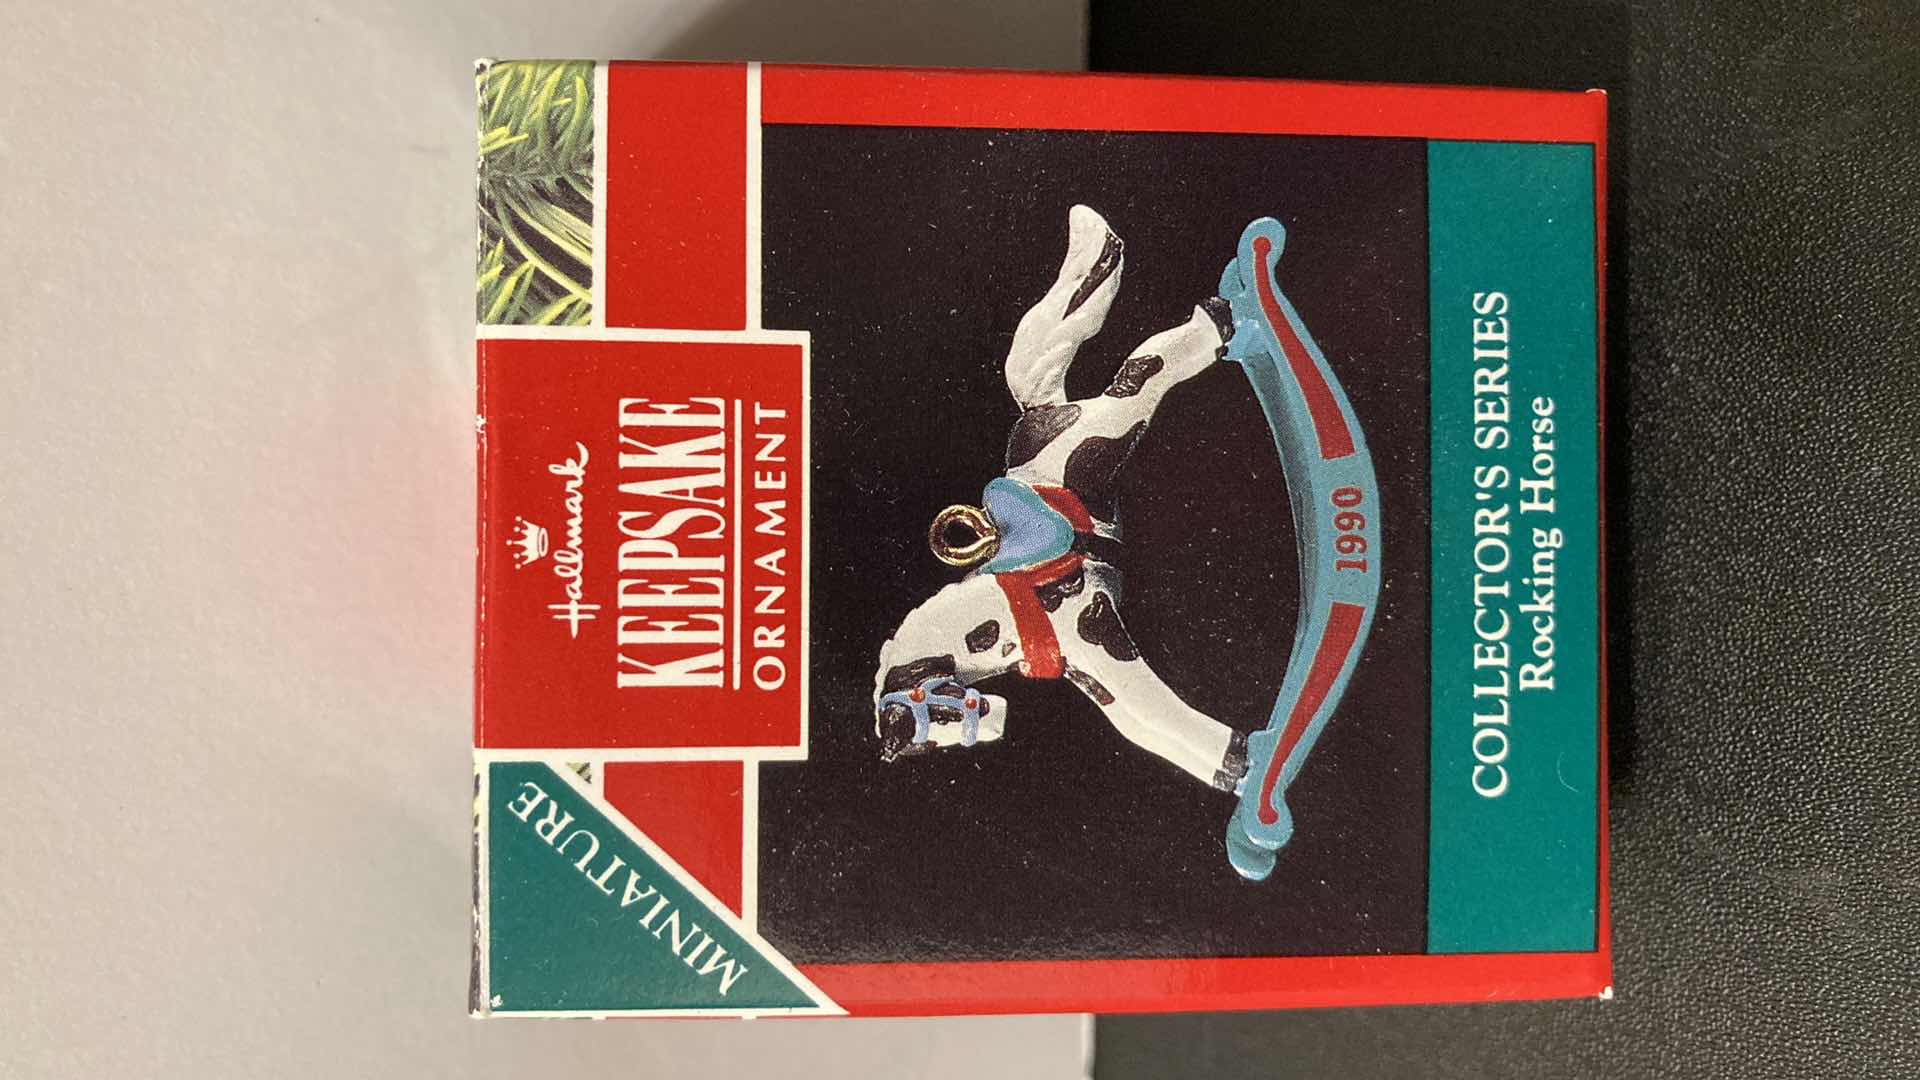 Hallmark
KEEPSAKE
ORNAMENT
MINIATURE
1990
COLLECTOR'S SERIES
Rocking Horse